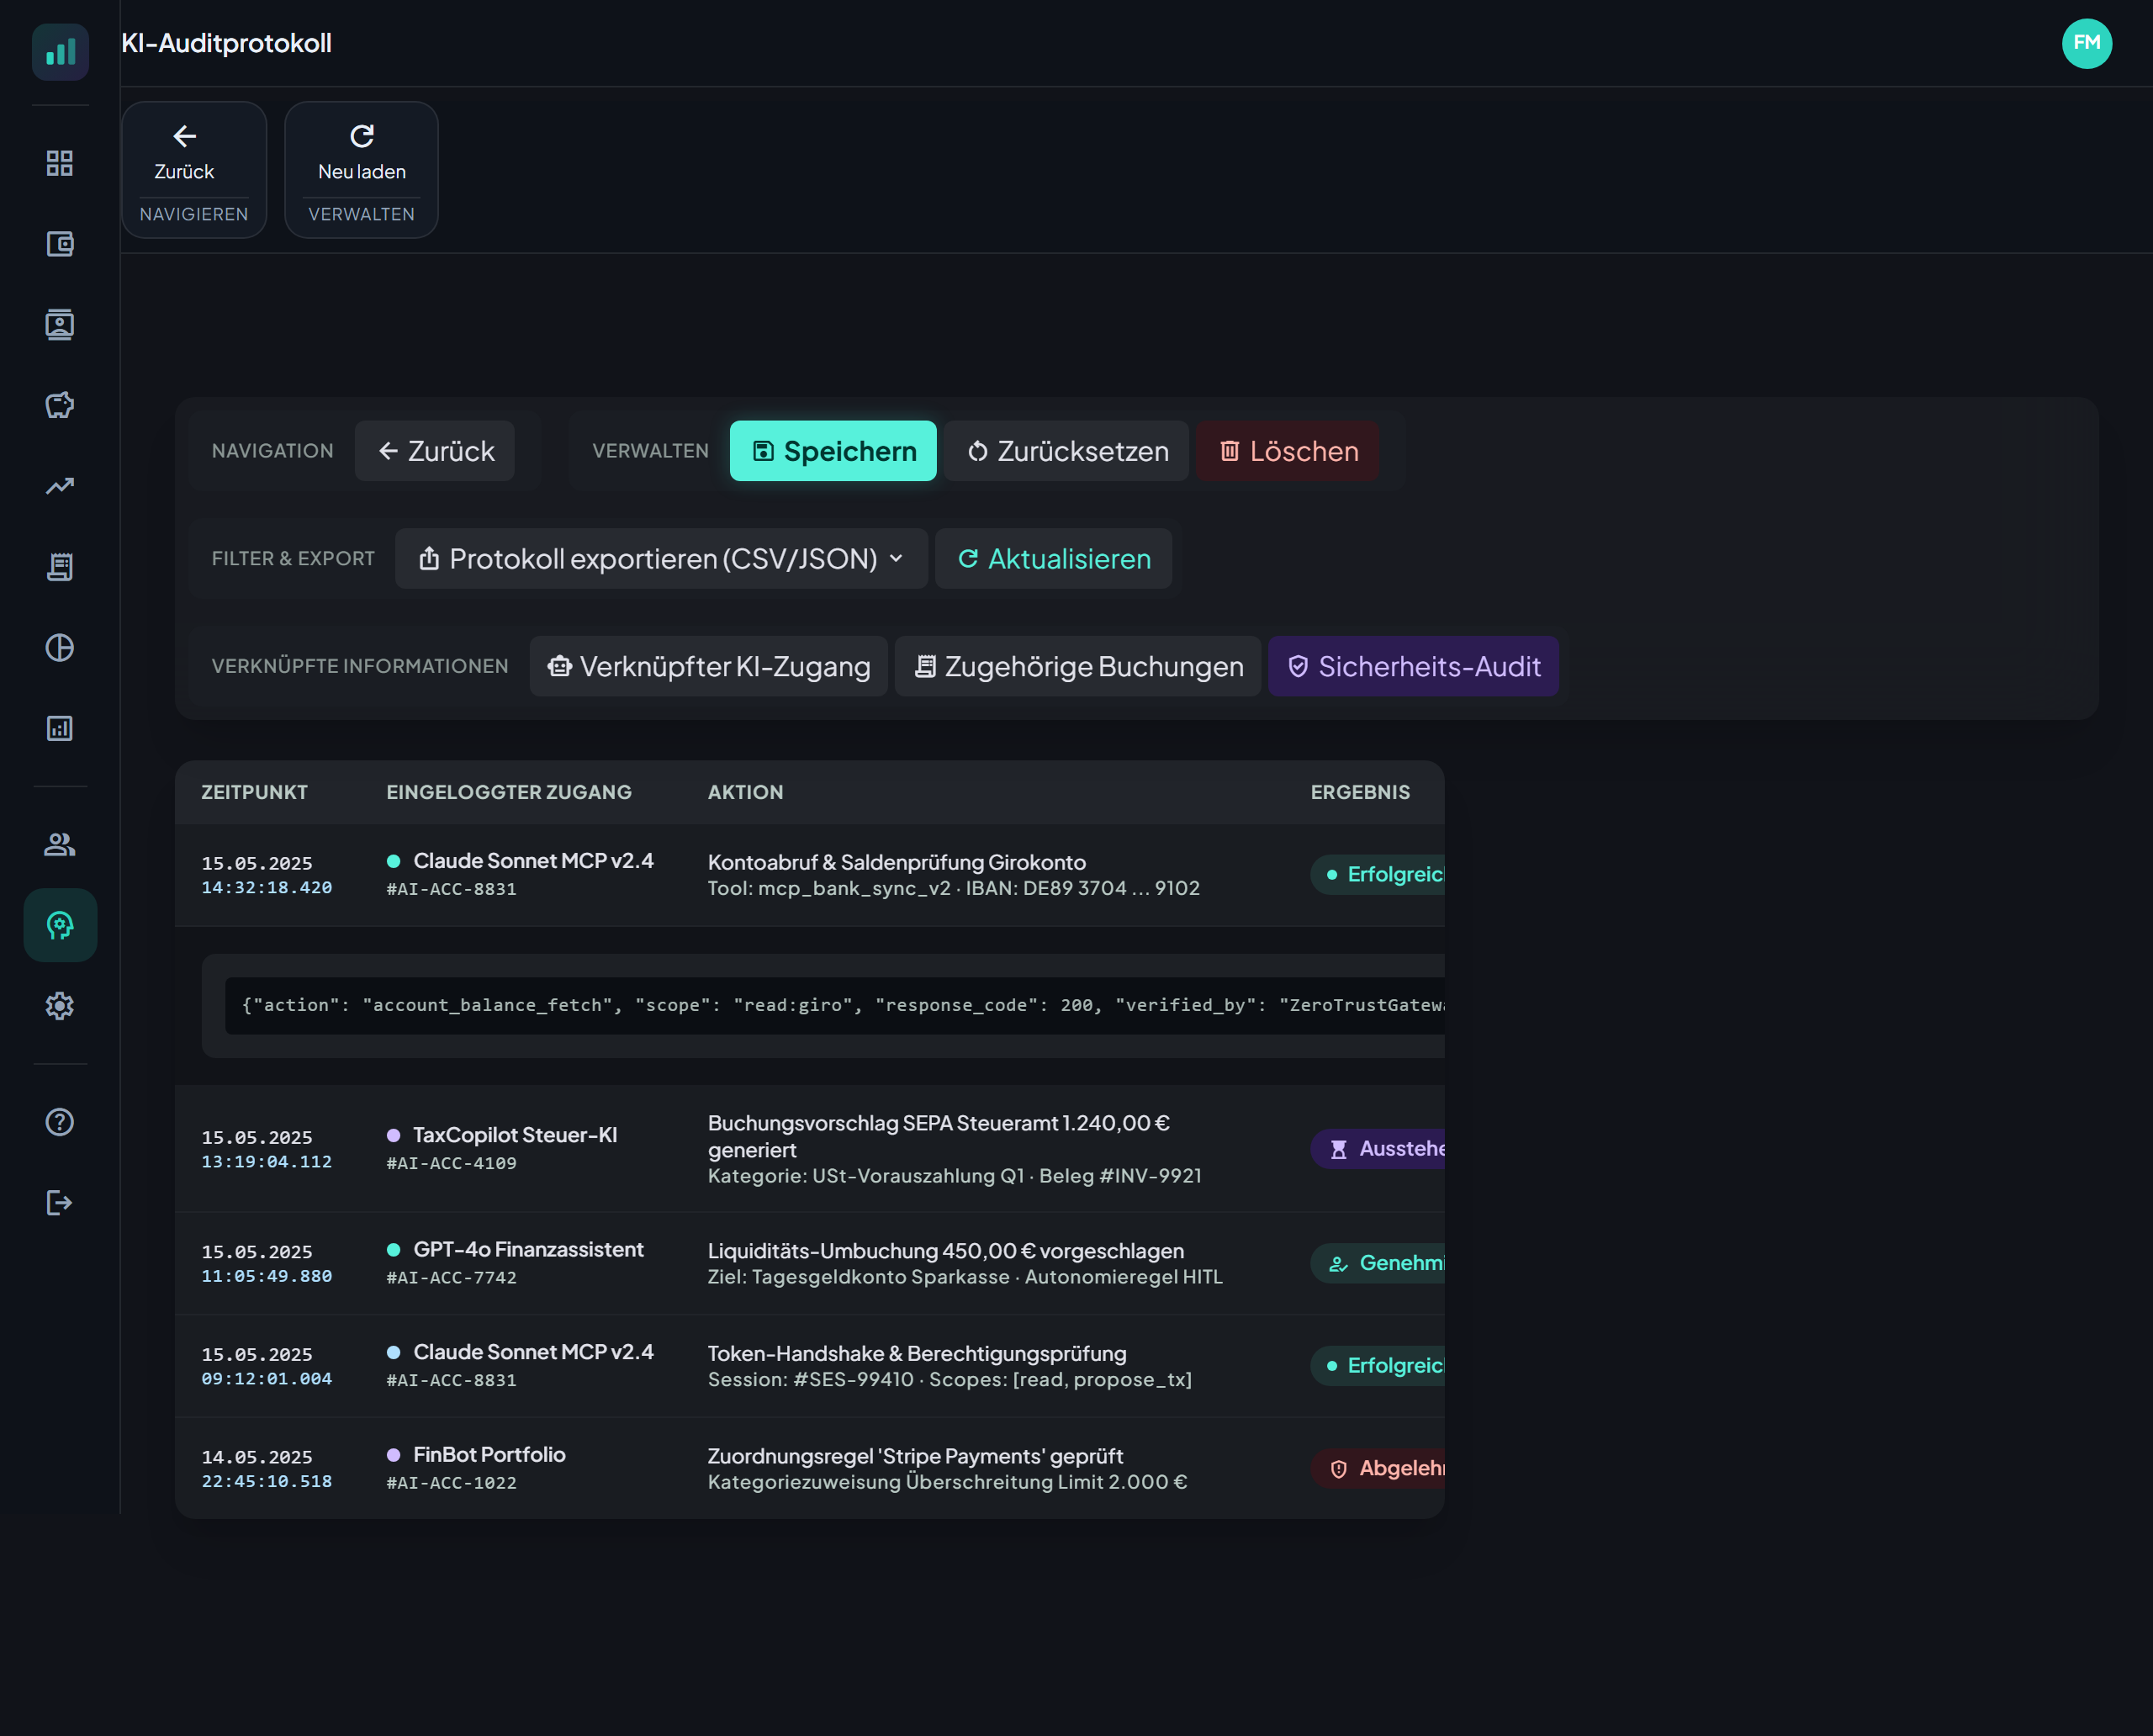 KI-Auditprotokoll
FM
Zurück
NAVIGIEREN
Neu laden
VERWALTEN
NAVIGATION
Zurück
VERWALTEN
Speichern
Zurücksetzen
Löschen
FILTER & EXPORT
Protokoll exportieren (CSV/JSON)
Aktualisieren
VERKNÜPFTE INFORMATIONEN
Verknüpfter KI-Zugang
Zugehörige Buchungen
Sicherheits-Audit
ZEITPUNKT
EINGELOGGTER ZUGANG
AKTION
ERGEBNIS
15.05.2025
14:32:18.420
Claude Sonnet MCP v2.4
#AI-ACC-8831
Kontoabruf & Saldenprüfung Girokonto
Tool: mcp_bank_sync_v2 · IBAN: DE89 3704 ... 9102
Erfolgreich
{"action": "account_balance_fetch", "scope": "read:giro", "response_code": 200, "verified_by": "ZeroTrustGatewa
15.05.2025
13:19:04.112
TaxCopilot Steuer-KI
#AI-ACC-4109
Buchungsvorschlag SEPA Steueramt 1.240,00 €
generiert
Kategorie: USt-Vorauszahlung Q1 · Beleg #INV-9921
Ausstehe
15.05.2025
11:05:49.880
GPT-4o Finanzassistent
#AI-ACC-7742
Liquiditäts-Umbuchung 450,00 € vorgeschlagen
Ziel: Tagesgeldkonto Sparkasse · Autonomieregel HITL
Genehmi
15.05.2025
09:12:01.004
Claude Sonnet MCP v2.4
#AI-ACC-8831
Token-Handshake & Berechtigungsprüfung
Session: #SES-99410 · Scopes: [read, propose_tx]
Erfolgreich
14.05.2025
22:45:10.518
FinBot Portfolio
#AI-ACC-1022
Zuordnungsregel 'Stripe Payments' geprüft
Kategoriezuweisung Überschreitung Limit 2.000 €
Abgelehn